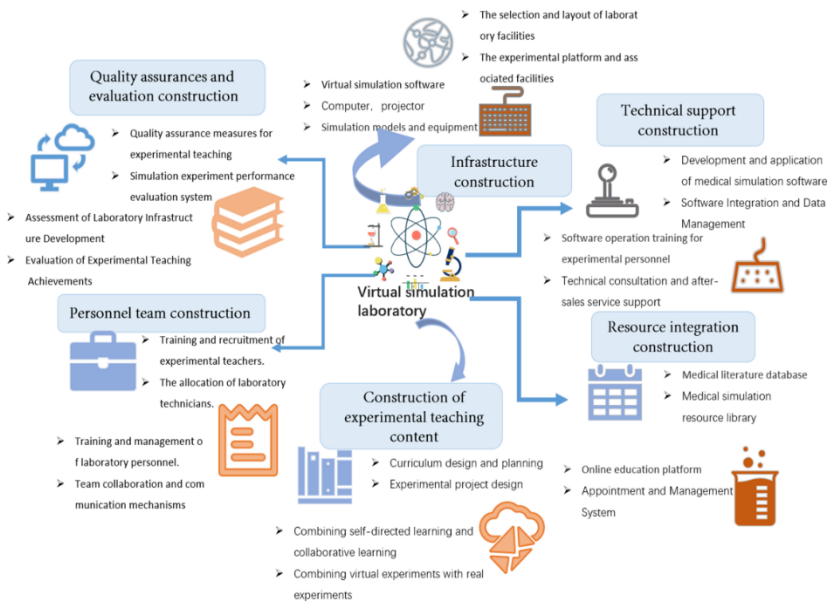 The selection and layout of laborat
ory facilities
The experimental platform and ass
ociated facilities
Virtual simulation software
Computer, projector
Simulation models and equipment
Infrastructure
construction
Quality assurances and
evaluation construction
Quality assurance measures for
experimental teaching
Simulation experiment performance
evaluation system
Assessment of Laboratory Infrastruct
ure Development
Evaluation of Experimental Teaching
Achievements
Technical support
construction
Development and application
of medical simulation software
Software Integration and Data
Management
Software operation training for
experimental personnel
Technical consultation and after-
sales service support
Virtual simulation
laboratory
Personnel team construction
Training and recruitment of
experimental teachers.
The allocation of laboratory
technicians.
Training and management o
f laboratory personnel.
Team collaboration and com
munication mechanisms
Construction of
experimental teaching
content
Curriculum design and planning
Experimental project design
Combining self-directed learning and
collaborative learning
Combining virtual experiments with real
experiments
Resource integration
construction
Medical literature database
Medical simulation
resource library
Online education platform
Appointment and Management
System